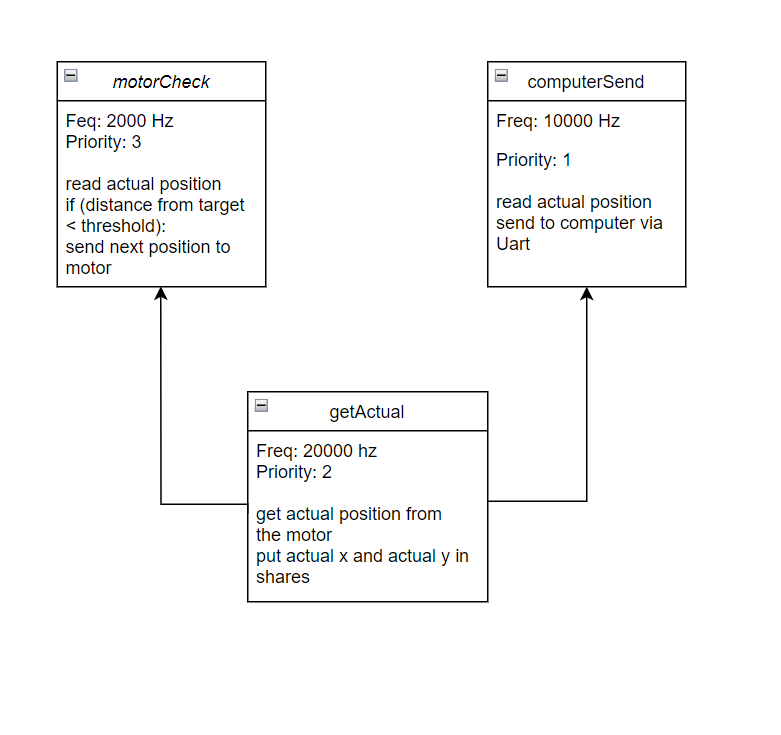 motorCheck
Feq: 2000 Hz
Priority: 3
read actual position
if (distance from target
< threshold):
send next position to
motor
computerSend
Freq: 10000 Hz
Priority: 1
read actual position
send to computer via
Uart
getActual
Freq: 20000 hz
Priority: 2
get actual position from
the motor
put actual x and actual y in
shares